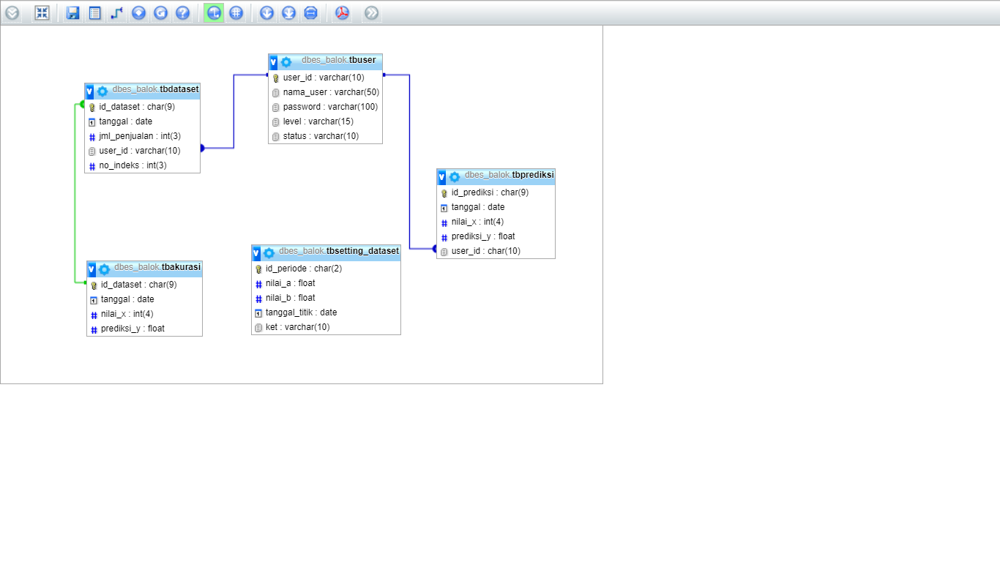 dbes_balok.tbuser
user_id : varchar(10)
nama_user : varchar(50)
password : varchar(100)
level : varchar(15)
status : varchar(10)
dbes_balok.tbdataset
id_dataset : char(9)
tanggal : date
jml_penjualan : int(3)
user_id : varchar(10)
no_indeks : int(3)
dbes_balok.tbprediksi
id_prediksi : char(9)
tanggal : date
nilai_x : int(4)
prediksi_y : float
user_id : char(10)
dbes_balok.tbsetting_dataset
id_periode : char(2)
nilai_a : float
nilai_b : float
tanggal_titik : date
ket : varchar(10)
dbes_balok.tbakurasi
id_dataset : char(9)
tanggal : date
nilai_x : int(4)
prediksi_y : float